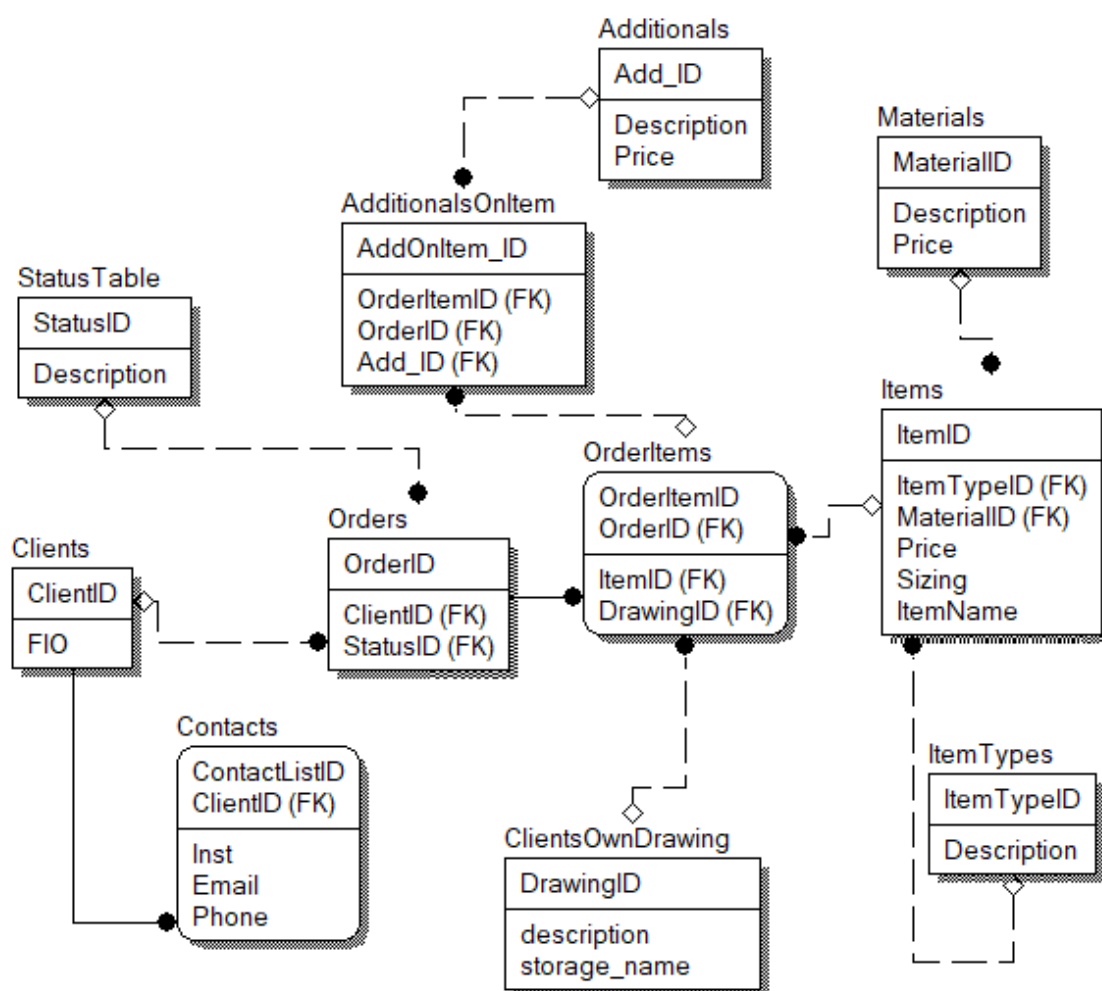 Additionals
Add_ID
Description
Price
Materials
MaterialID
Description
Price
AdditionalsOnItem
AddOnItem_ID
OrderItemID (FK)
OrderID (FK)
Add_ID (FK)
StatusTable
StatusID
Description
Items
ItemID
ItemTypeID (FK)
MaterialID (FK)
Price
Sizing
ItemName
OrderItems
OrderItemID
OrderID (FK)
ItemID (FK)
DrawingID (FK)
Orders
OrderID
ClientID (FK)
StatusID (FK)
Clients
ClientID
FIO
Contacts
ContactListID
ClientID (FK)
Inst
Email
Phone
ItemTypes
ItemTypeID
Description
ClientsOwnDrawing
DrawingID
description
storage_name